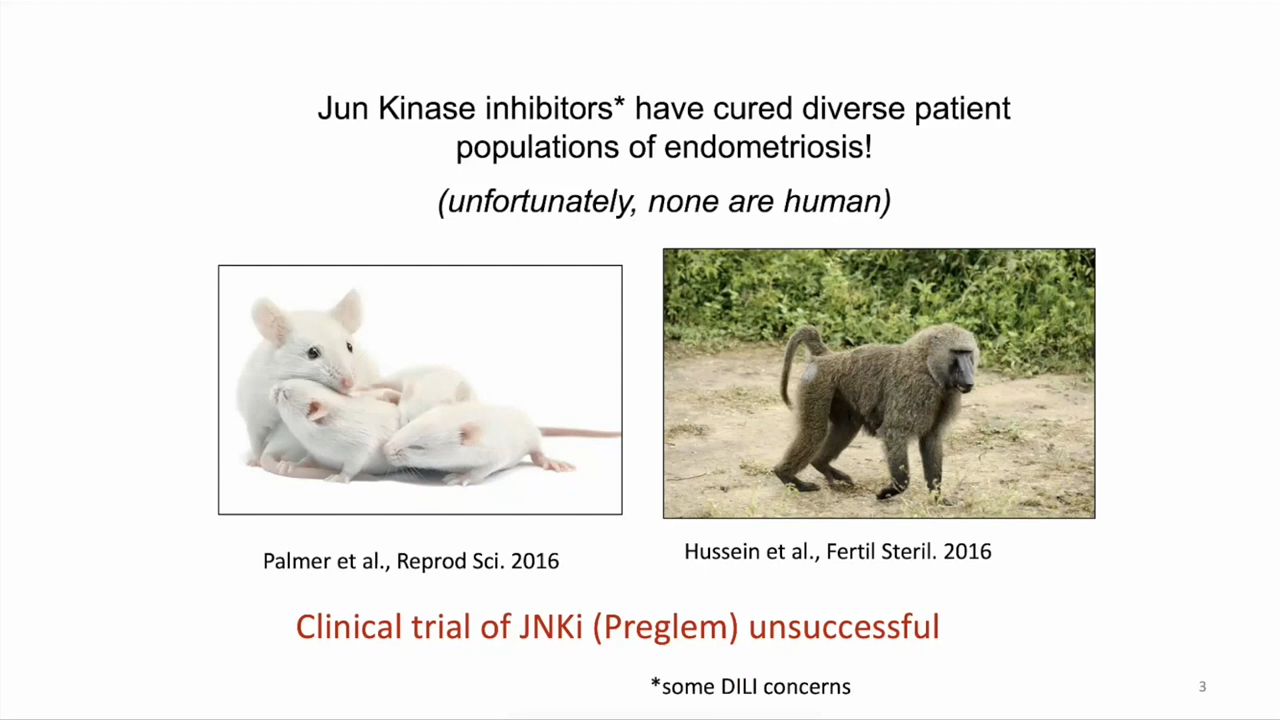 Jun Kinase inhibitors* have cured diverse patient
populations of endometriosis!
(unfortunately, none are human)
Palmer et al., Reprod Sci. 2016
Hussein et al., Fertil Steril. 2016
Clinical trial of JNKi (Preglem) unsuccessful
*some DILI concerns
3